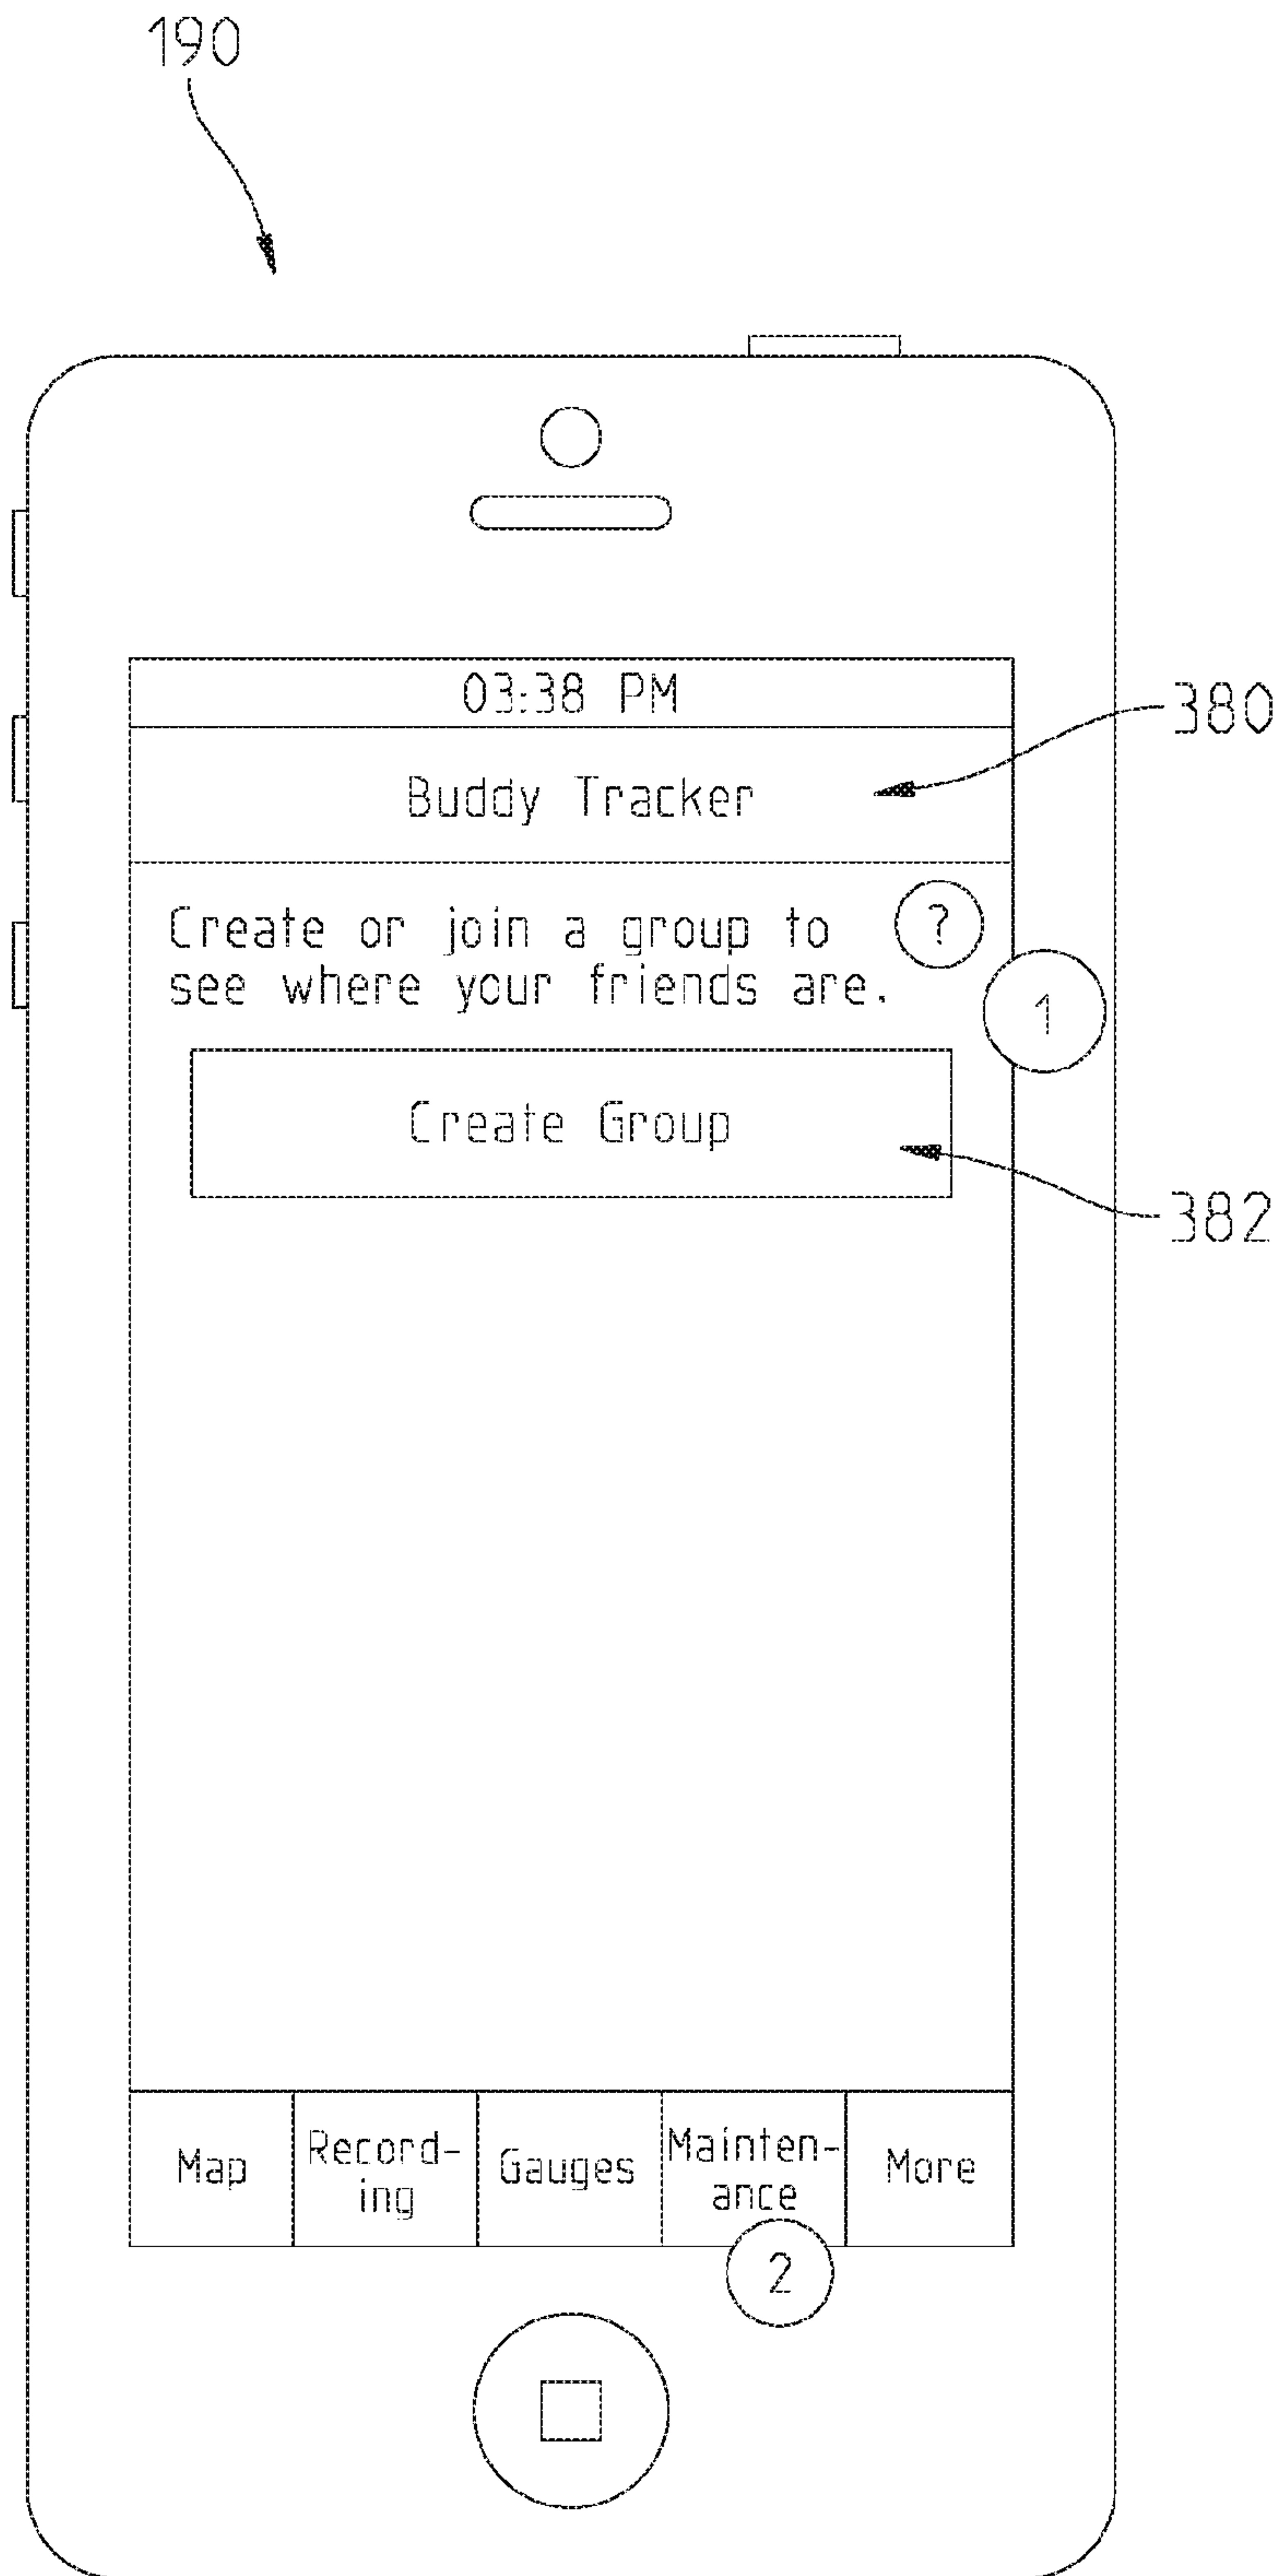 190
03:38 PM
380
Buddy Tracker
Create or join a group to
see where your friends are.
?
1
Create Group
382
Map
Record-
ing
Gauges
Mainten-
ance
More
2